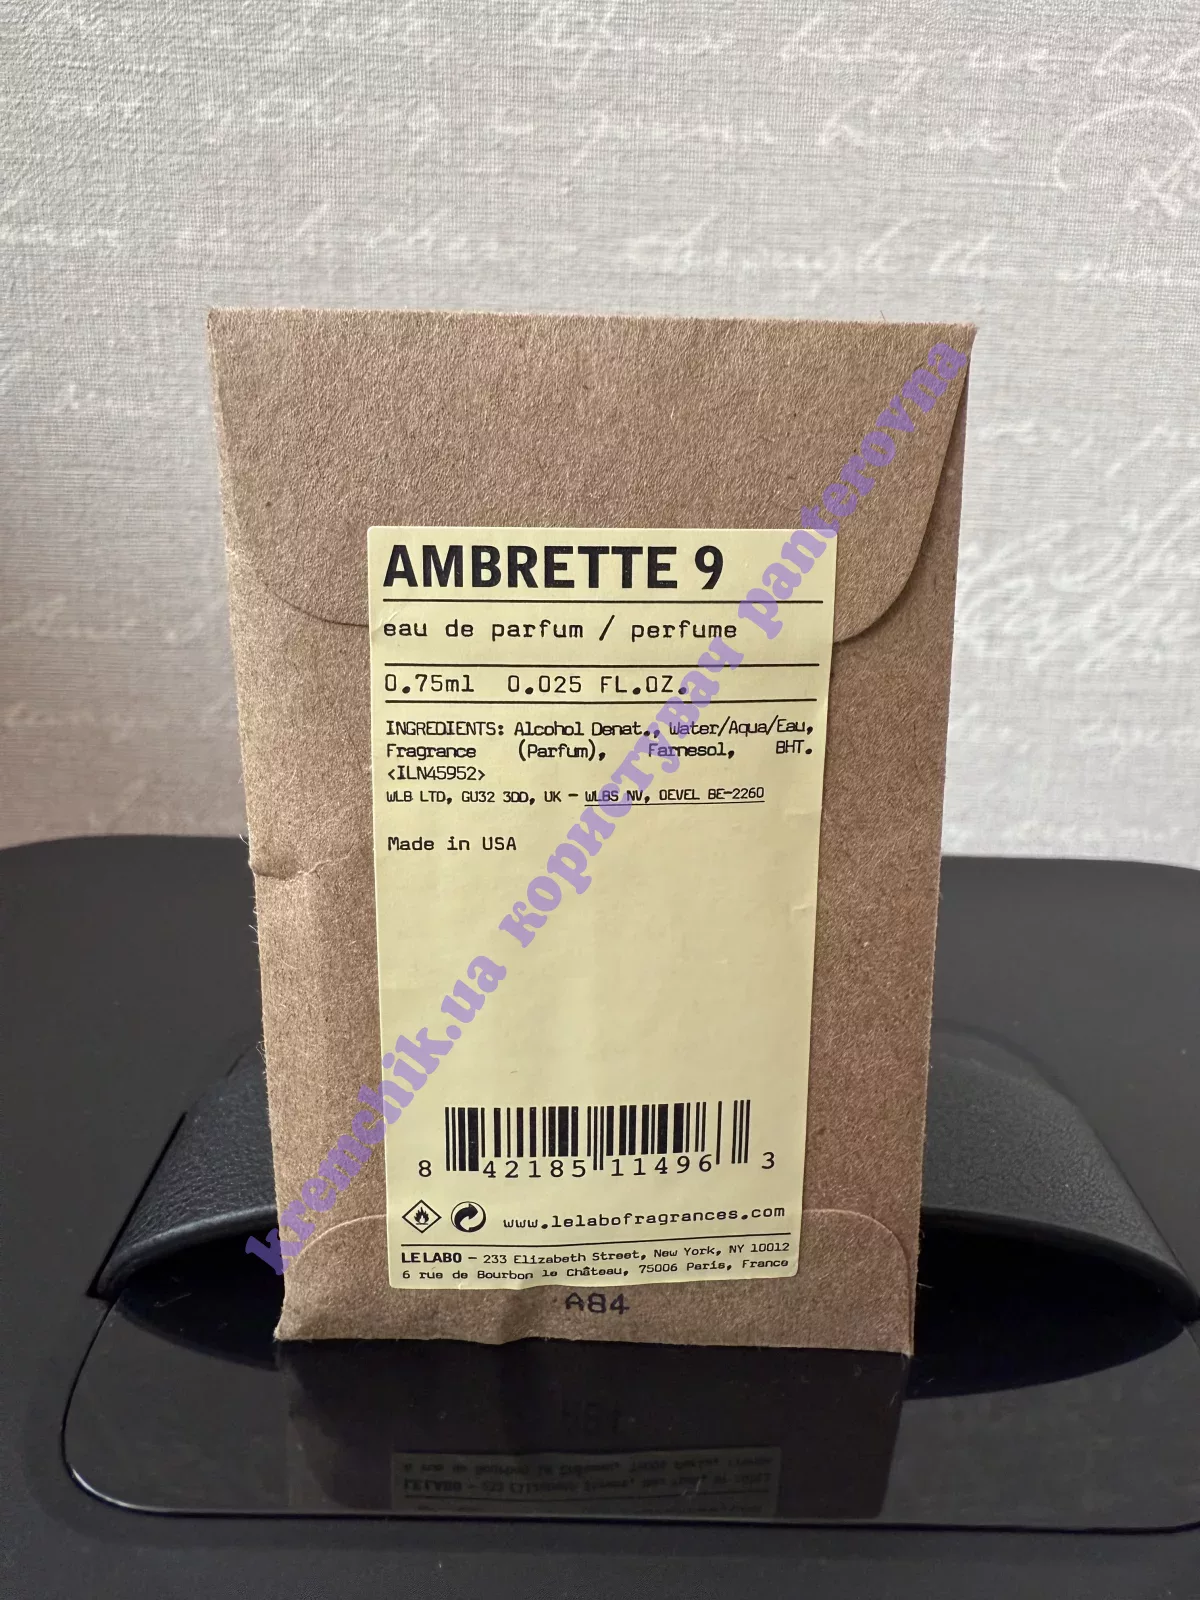 AMBRETTE 9
eau de parfum / perfume
0.75ml 0.025 FL.OZ.
INGREDIENTS: Alcohol Denat., Water/Aqua/Eau,
Fragrance (Parfum), Farnesol, BHT.
<ILN45952>
WLB LTD, GU32 3DD, UK - WLBS NV, DEVEL BE-2260
Made in USA
8 42185 11496 3
www.lelabofragrances.com
LE LABO - 233 Elizabeth Street, New York, NY 10012
6 rue de Bourbon le Château, 75006 Paris, France
A84
kremchik.ua користувач panterovna